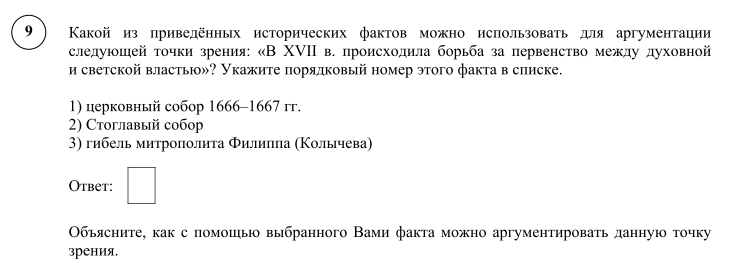 9
Какой из приведённых исторических фактов можно использовать для аргументации
следующей точки зрения: «В XVII в. происходила борьба за первенство между духовной
и светской властью»? Укажите порядковый номер этого факта в списке.
1) церковный собор 1666–1667 гг.
2) Стоглавый собор
3) гибель митрополита Филиппа (Колычева)
Ответ:
Объясните, как с помощью выбранного Вами факта можно аргументировать данную точку
зрения.